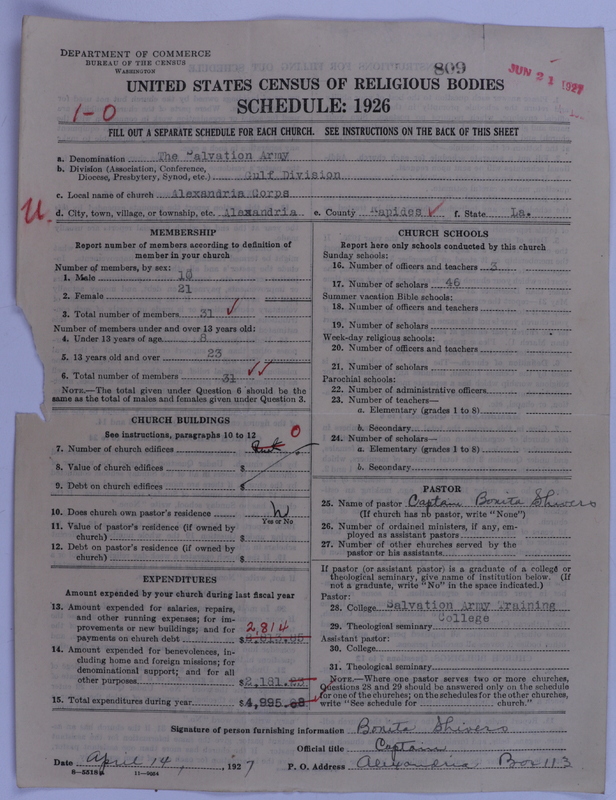 DEPARTMENT OF COMMERCE
BUREAU OF THE CENSUS
WASHINGTON
809
JUN 21 1927
UNITED STATES CENSUS OF RELIGIOUS BODIES
SCHEDULE: 1926
1-0
FILL OUT A SEPARATE SCHEDULE FOR EACH CHURCH. SEE INSTRUCTIONS ON THE BACK OF THIS SHEET
a. Denomination The Salvation Army
b. Division (Association, Conference,
Diocese, Presbytery, Synod, etc.) Gulf Division
c. Local name of church Alexandria Corps
U.
d. City, town, village, or township, etc. Alexandria e. County Rapides f. State La.
MEMBERSHIP
Report number of members according to definition of
member in your church
Number of members, by sex:
1. Male 10
2. Female 21
3. Total number of members 31
Number of members under and over 13 years old:
4. Under 13 years of age 8
5. 13 years old and over 23
6. Total number of members 31
NOTE.—The total given under Question 6 should be the
same as the total of males and females given under Question 3.
CHURCH BUILDINGS
See instructions, paragraphs 10 to 12
7. Number of church edifices 0
8. Value of church edifices $
9. Debt on church edifices $
10. Does church own pastor's residence? N
Yes or No
11. Value of pastor's residence (if owned by
church) $
12. Debt on pastor's residence (if owned by
church) $
EXPENDITURES
Amount expended by your church during last fiscal year
13. Amount expended for salaries, repairs,
and other running expenses; for im-
provements or new buildings; and for 2,814
payments on church debt $
14. Amount expended for benevolences, in-
cluding home and foreign missions; for
denominational support; and for all
other purposes $2,181.
15. Total expenditures during year $4,995.
CHURCH SCHOOLS
Report here only schools conducted by this church
Sunday schools:
16. Number of officers and teachers 3
17. Number of scholars 46
Summer vacation Bible schools:
18. Number of officers and teachers
19. Number of scholars
Week-day religious schools:
20. Number of officers and teachers
21. Number of scholars
Parochial schools:
22. Number of administrative officers
23. Number of teachers—
a. Elementary (grades 1 to 8)
b. Secondary
24. Number of scholars—
a. Elementary (grades 1 to 8)
b. Secondary
PASTOR
25. Name of pastor Captain Bonita Shivers
(If church has no pastor, write "None")
26. Number of ordained ministers, if any, em-
ployed as assistant pastors
27. Number of other churches served by the
pastor or his assistants
If pastor (or assistant pastor) is a graduate of a college or
theological seminary, give name of institution below. (If
not a graduate, write "No" in the space indicated.)
Pastor:
28. College Salvation Army Training
College
29. Theological seminary
Assistant pastor:
30. College
31. Theological seminary
NOTE.—Where one pastor serves two or more churches,
Questions 28 and 29 should be answered only on the schedule
for one of the churches; on the schedules for the other churches,
write "See schedule for church."
Signature of person furnishing information Bonita Shivers
Official title Captain
Date April 14, 1927 P. O. Address Alexandria Box 113
8-5518a 11-9024